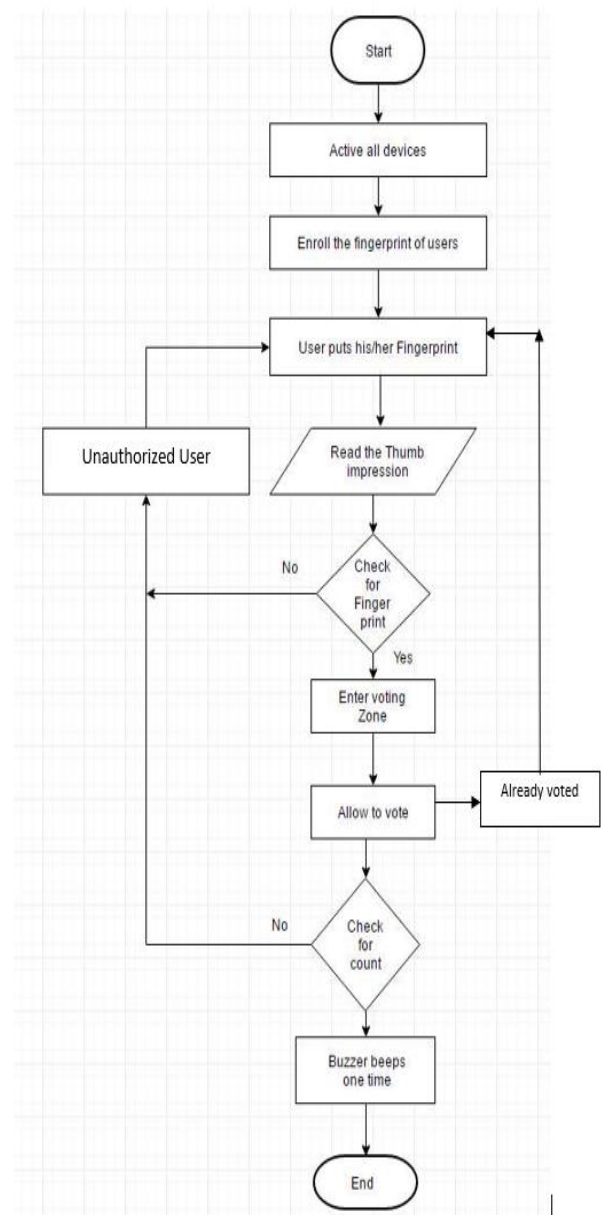 Start
Active all devices
Enroll the fingerprint of users
User puts his/her Fingerprint
Unauthorized User
Read the Thumb
impression
No
Check
for
Finger
print
Yes
Enter voting
Zone
Allow to vote
Already voted
No
Check
for
count
Buzzer beeps
one time
End